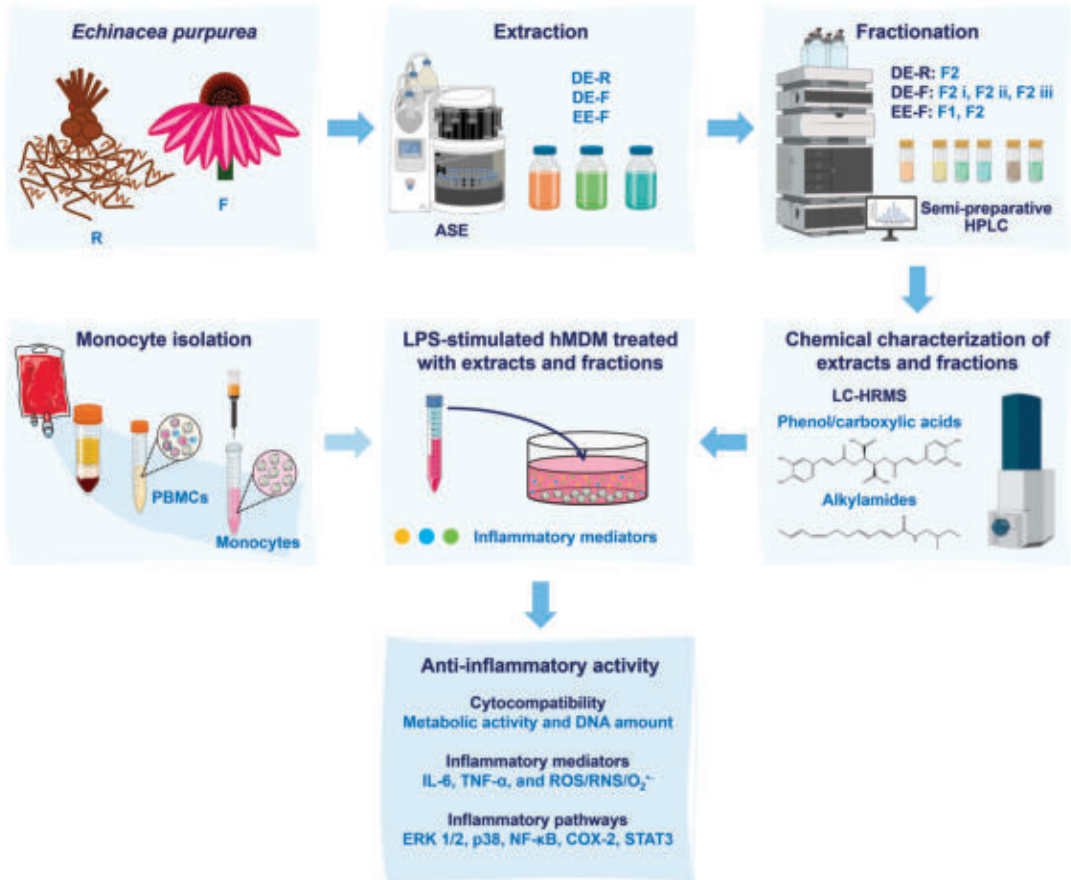 Echinacea purpurea
R
F
Extraction
DE-R
DE-F
EE-F
ASE
Fractionation
DE-R: F2
DE-F: F2 i, F2 ii, F2 iii
EE-F: F1, F2
Semi-preparative
HPLC
Monocyte isolation
PBMCs
Monocytes
LPS-stimulated hMDM treated
with extracts and fractions
Inflammatory mediators
Chemical characterization of
extracts and fractions
LC-HRMS
Phenol/carboxylic acids
Alkylamides
Anti-inflammatory activity
Cytocompatibility
Metabolic activity and DNA amount
Inflammatory mediators
IL-6, TNF-α, and ROS/RNS/O₂•⁻
Inflammatory pathways
ERK 1/2, p38, NF-κB, COX-2, STAT3